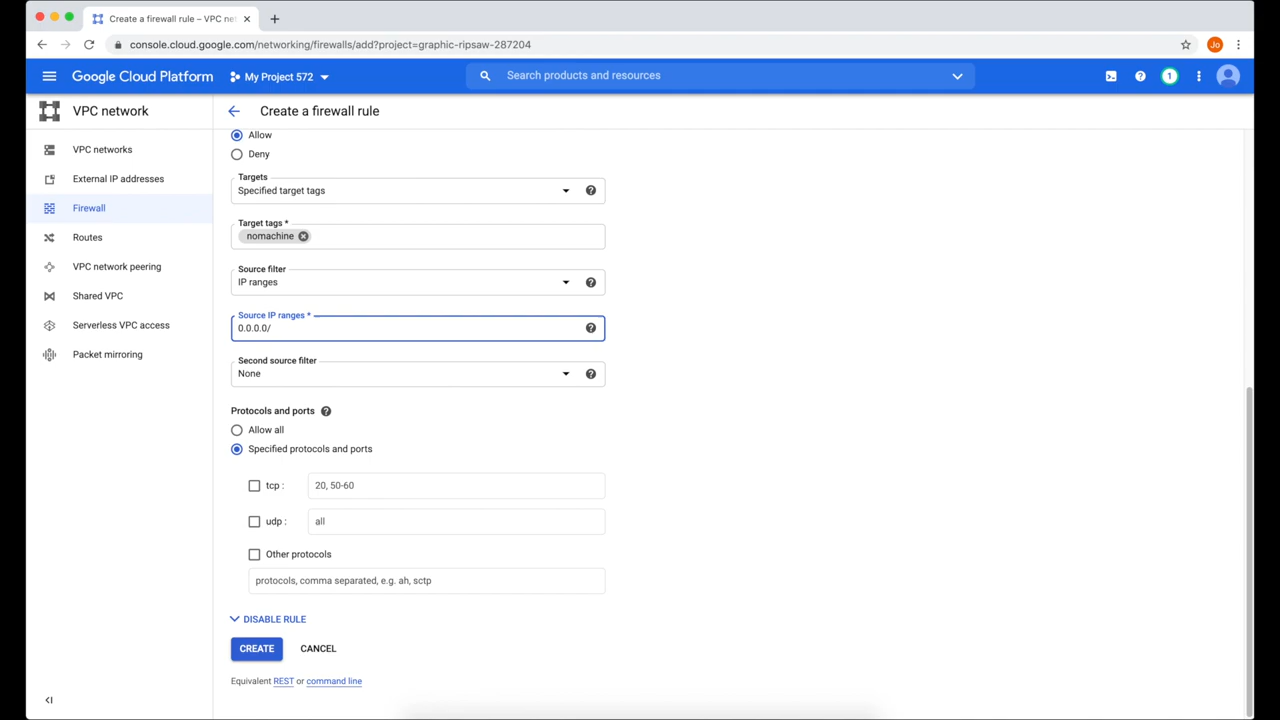 Create a firewall rule – VPC net
console.cloud.google.com/networking/firewalls/add?project=graphic-ripsaw-287204
Jo
Google Cloud Platform
My Project 572
Search products and resources
1
VPC network
Create a firewall rule
VPC networks
External IP addresses
Firewall
Routes
VPC network peering
Shared VPC
Serverless VPC access
Packet mirroring
Allow
Deny
Targets
Specified target tags
Target tags *
nomachine
Source filter
IP ranges
Source IP ranges *
0.0.0.0/
Second source filter
None
Protocols and ports
Allow all
Specified protocols and ports
tcp : 20, 50-60
udp : all
Other protocols
protocols, comma separated, e.g. ah, sctp
DISABLE RULE
CREATE CANCEL
Equivalent REST or command line